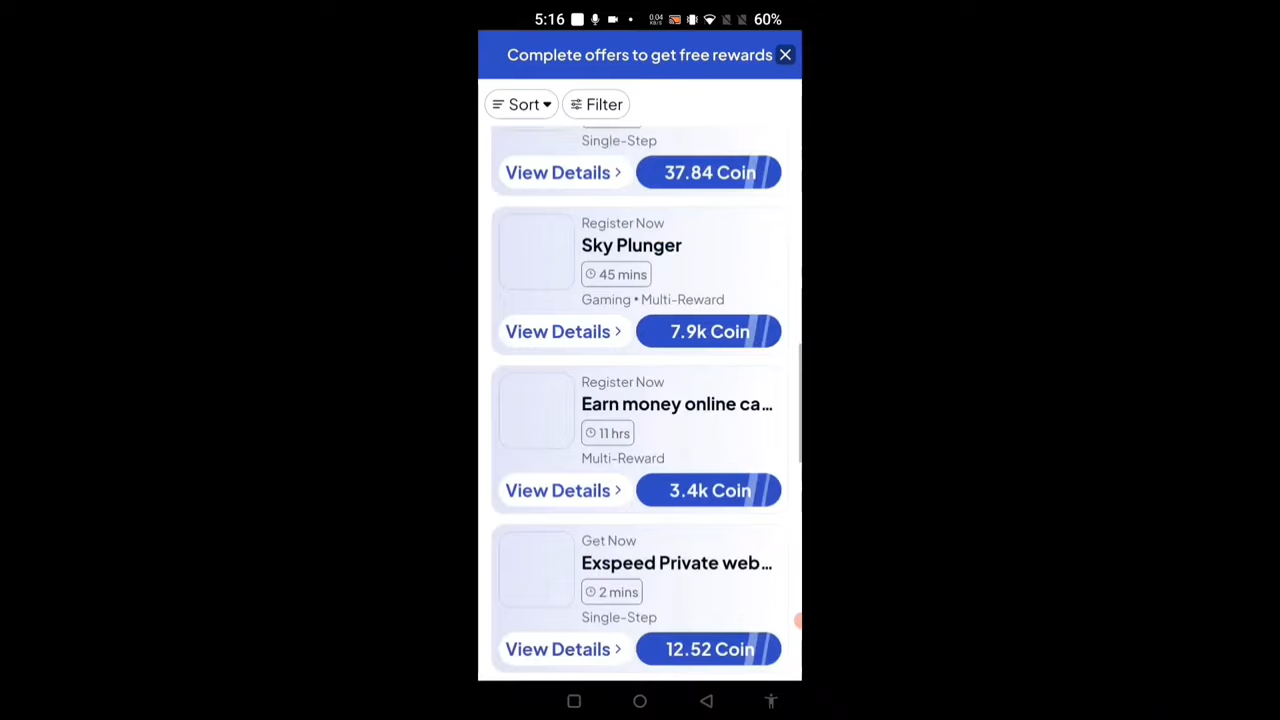 5:16 0.04 KB/S 60%
Complete offers to get free rewards
Sort Filter
Single-Step
View Details > 37.84 Coin
Register Now
Sky Plunger
45 mins
Gaming • Multi-Reward
View Details > 7.9k Coin
Register Now
Earn money online ca...
11 hrs
Multi-Reward
View Details > 3.4k Coin
Get Now
Exspeed Private web...
2 mins
Single-Step
View Details > 12.52 Coin